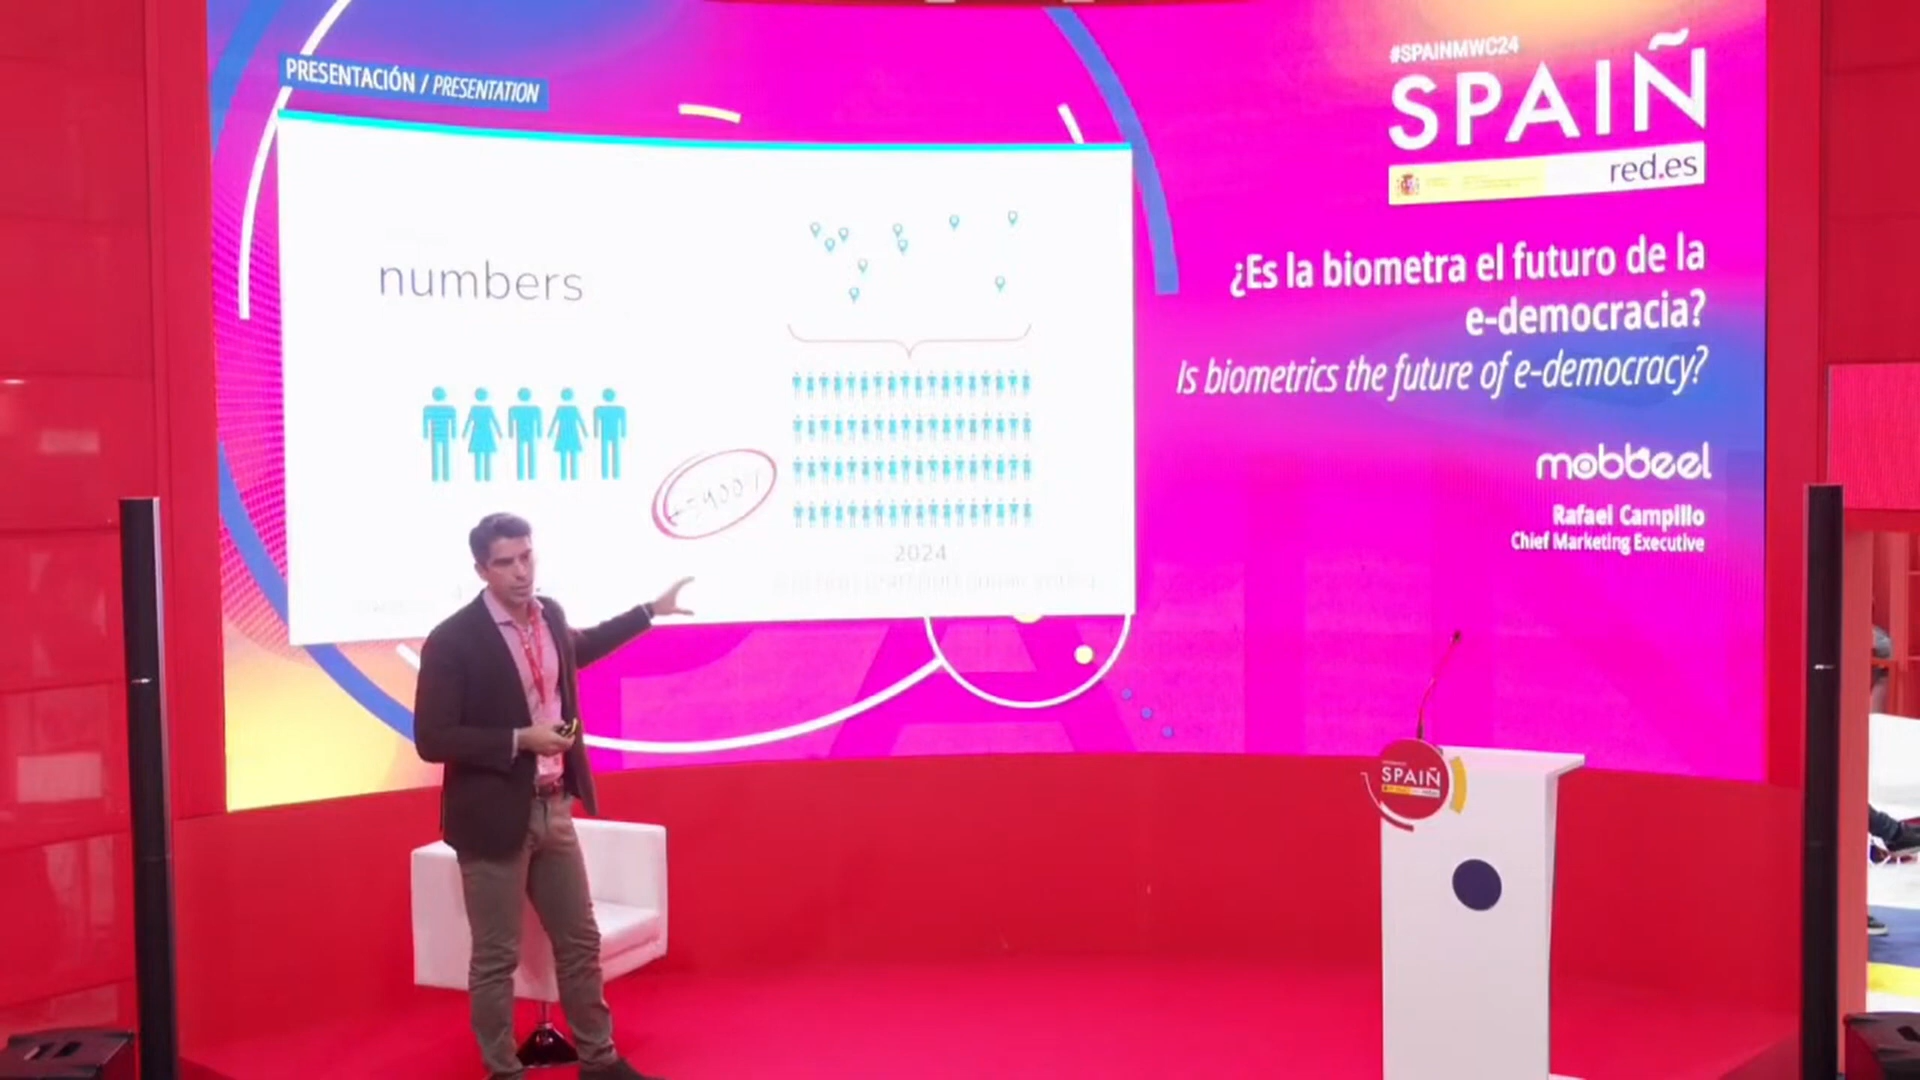 PRESENTACIÓN / PRESENTATION
numbers
2024
#SPAINMWC24
SPAIÑ
red.es
¿Es la biometra el futuro de la
e-democracia?
Is biometrics the future of e-democracy?
mobbeel
Rafael Campillo
Chief Marketing Executive
SPAIÑ